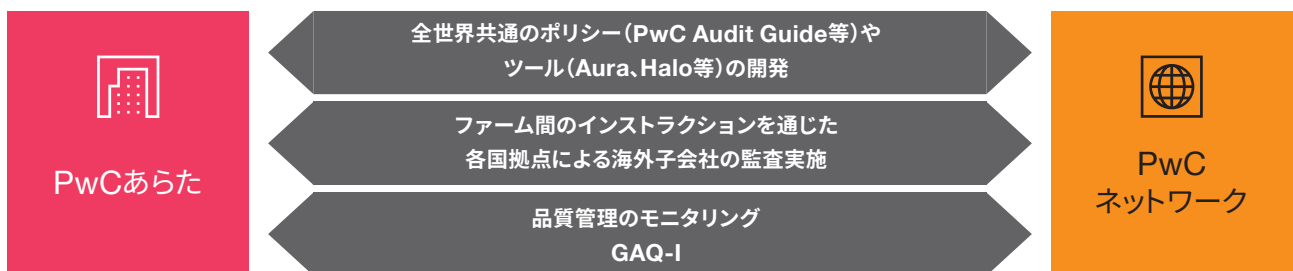 PwCあらた
全世界共通のポリシー（PwC Audit Guide等）や
ツール（Aura、Halo等）の開発
ファーム間のインストラクションを通じた
各国拠点による海外子会社の監査実施
品質管理のモニタリング
GAQ-I
PwC
ネットワーク